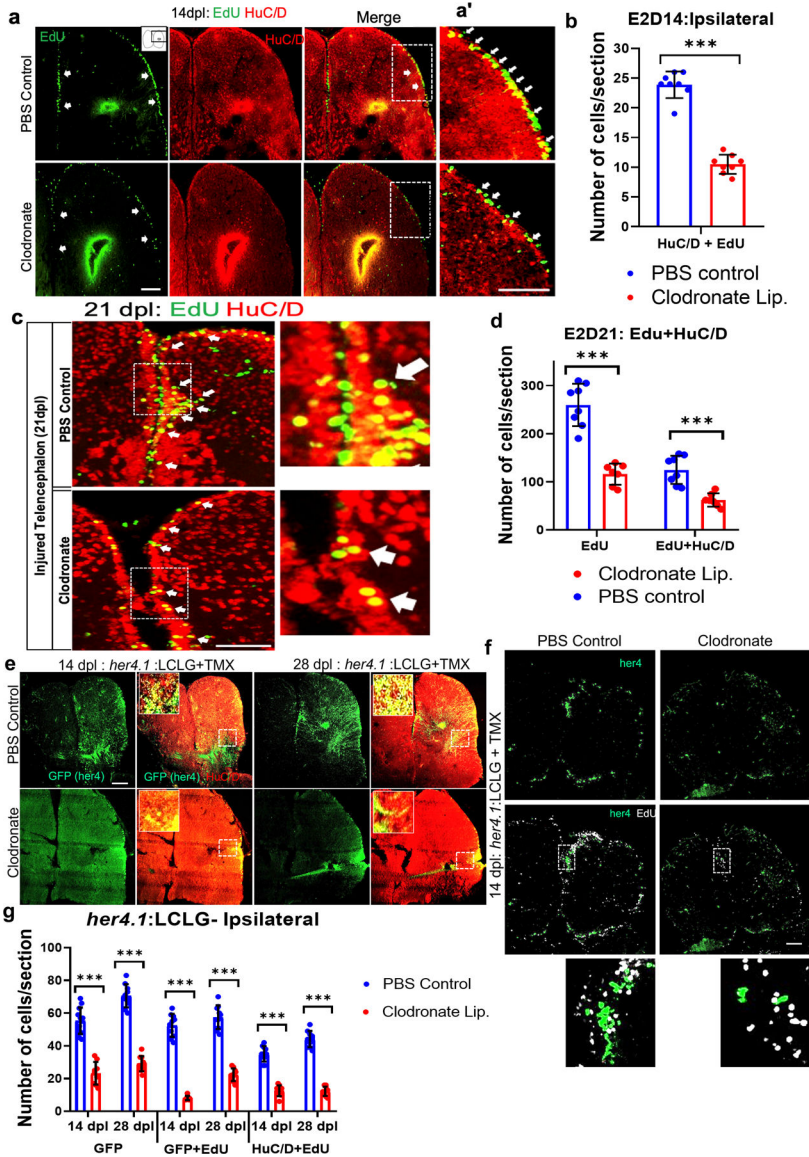 a
14dpl: EdU HuC/D
EdU
HuC/D
Merge
a'
PBS Control
Clodronate
b
E2D14:Ipsilateral
***
Number of cells/section
30
25
20
15
10
5
0
HuC/D + EdU
PBS control
Clodronate Lip.
c
21 dpl: EdU HuC/D
Injured Telencephalon (21dpl)
PBS Control
Clodronate
d
E2D21: Edu+HuC/D
***
***
Number of cells/section
300
200
100
0
EdU
EdU+HuC/D
Clodronate Lip.
PBS control
e
14 dpl : her4.1 :LCLG+TMX
28 dpl : her4.1 :LCLG+TMX
PBS Control
GFP (her4)
GFP (her4) HuC/D
Clodronate
f
PBS Control
Clodronate
her4
14 dpl: her4.1:LCLG + TMX
her4 EdU
g
her4.1:LCLG- Ipsilateral
Number of cells/section
100
80
60
40
20
0
***
***
***
***
***
***
14 dpl
28 dpl
14 dpl
28 dpl
14 dpl
28 dpl
GFP
GFP+EdU
HuC/D+EdU
PBS Control
Clodronate Lip.